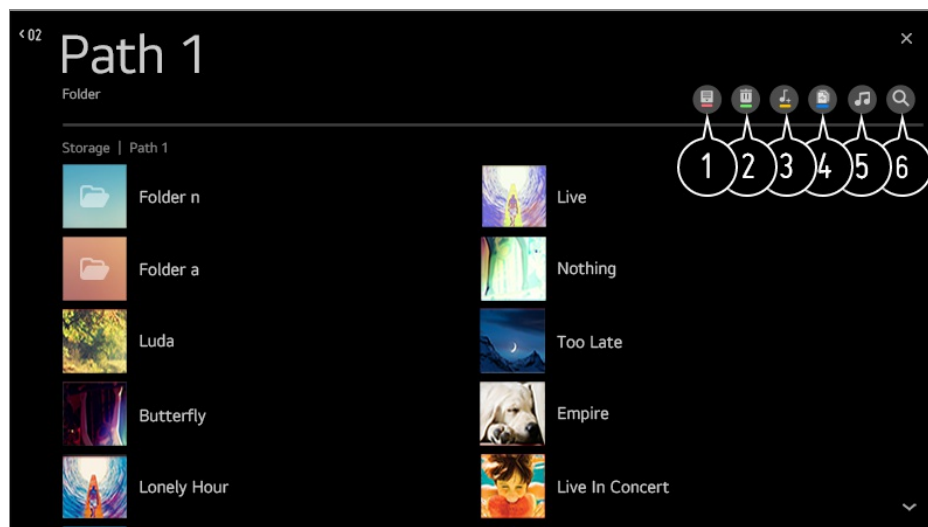 < 02
Path 1
×
Folder
1 2 3 4 5 6
Storage | Path 1
Folder n
Live
Folder a
Nothing
Luda
Too Late
Butterfly
Empire
Lonely Hour
Live In Concert